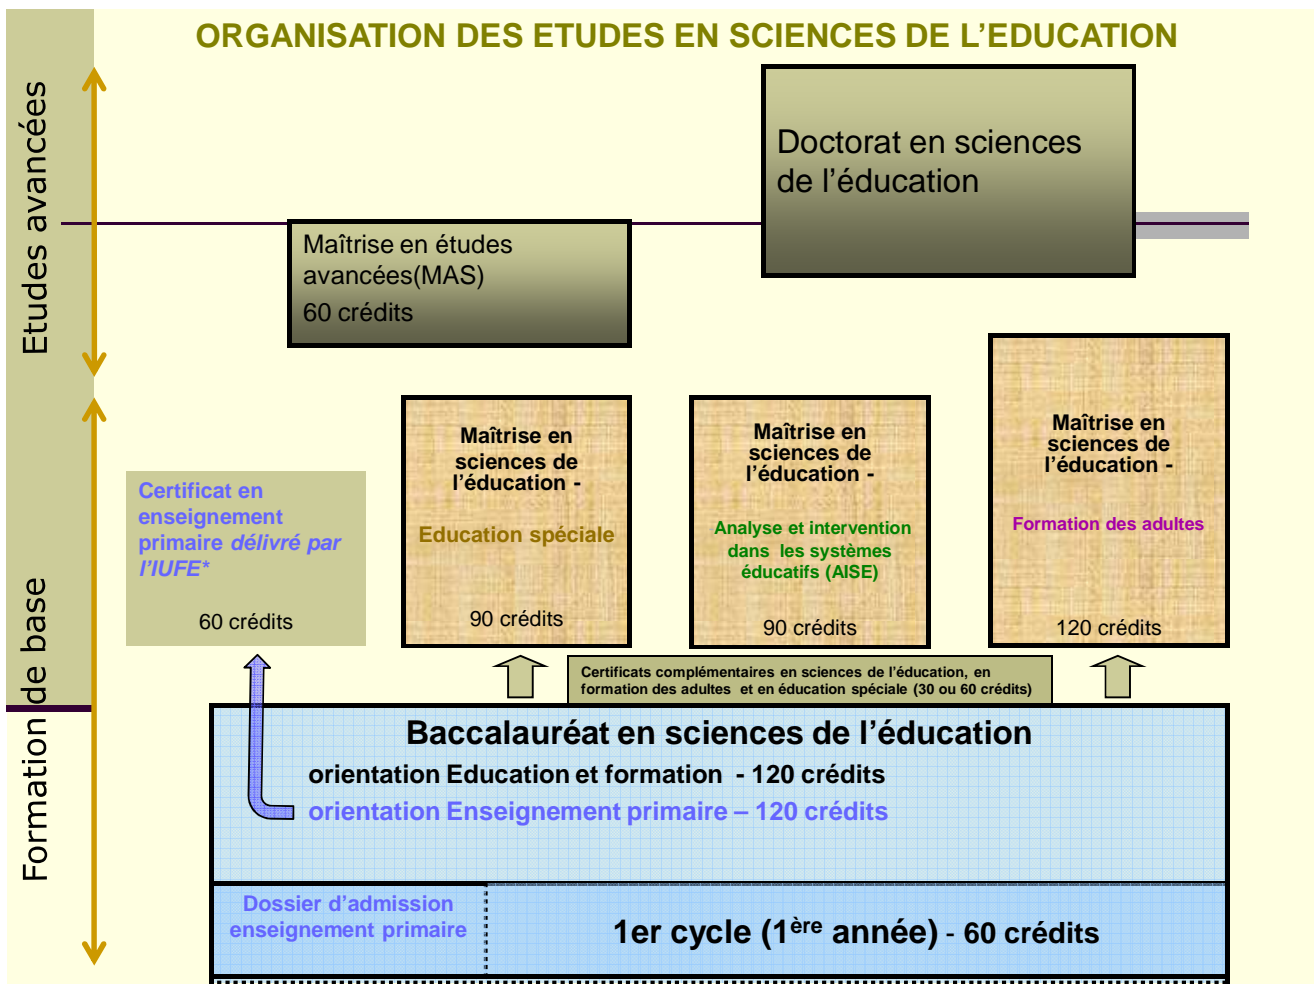 ORGANISATION DES ETUDES EN SCIENCES DE L’EDUCATION
Etudes avancées
Doctorat en sciences
de l’éducation
Maîtrise en études
avancées(MAS)
60 crédits
Formation de base
Certificat en
enseignement
primaire délivré par
l’IUFE*
60 crédits
Maîtrise en
sciences de
l’éducation -
Education spéciale
90 crédits
Maîtrise en
sciences de
l’éducation -
Analyse et intervention
dans les systèmes
éducatifs (AISE)
90 crédits
Maîtrise en
sciences de
l’éducation -
Formation des adultes
120 crédits
Certificats complémentaires en sciences de l’éducation, en
formation des adultes et en éducation spéciale (30 ou 60 crédits)
Baccalauréat en sciences de l’éducation
orientation Education et formation - 120 crédits
orientation Enseignement primaire – 120 crédits
Dossier d’admission
enseignement primaire
1er cycle (1ère année) - 60 crédits